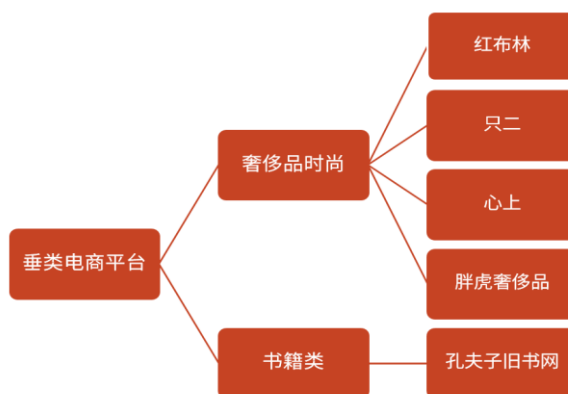 垂类电商平台
奢侈品时尚
红布林
只二
心上
胖虎奢侈品
书籍类
孔夫子旧书网